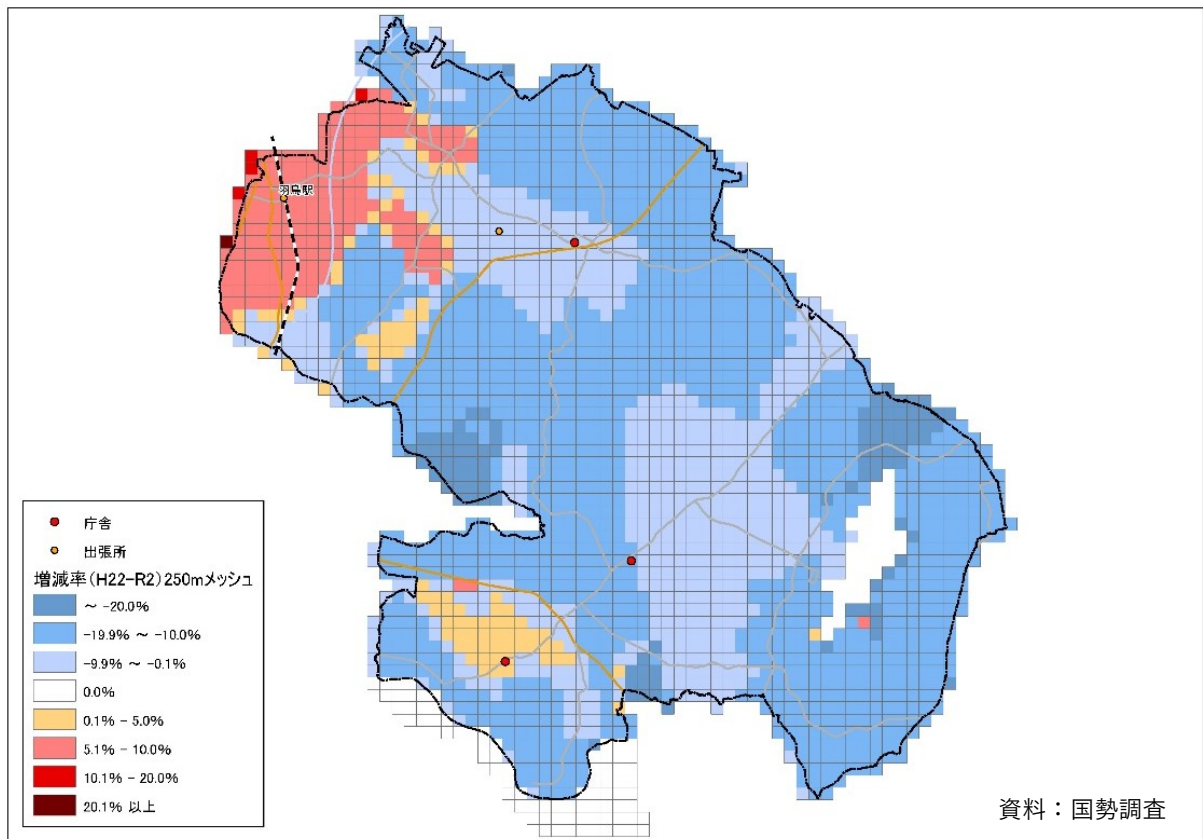 羽鳥駅
庁舎
出張所
増減率(H22-R2)250mメッシュ
～ -20.0%
-19.9% ～ -10.0%
-9.9% ～ -0.1%
0.0%
0.1% - 5.0%
5.1% - 10.0%
10.1% - 20.0%
20.1% 以上
資料：国勢調査